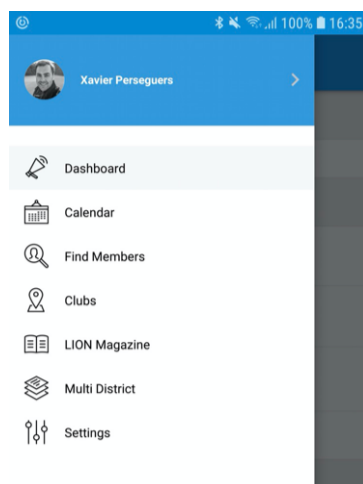 100% 16:35
Xavier Perseguers
Dashboard
Calendar
Find Members
Clubs
LION Magazine
Multi District
Settings